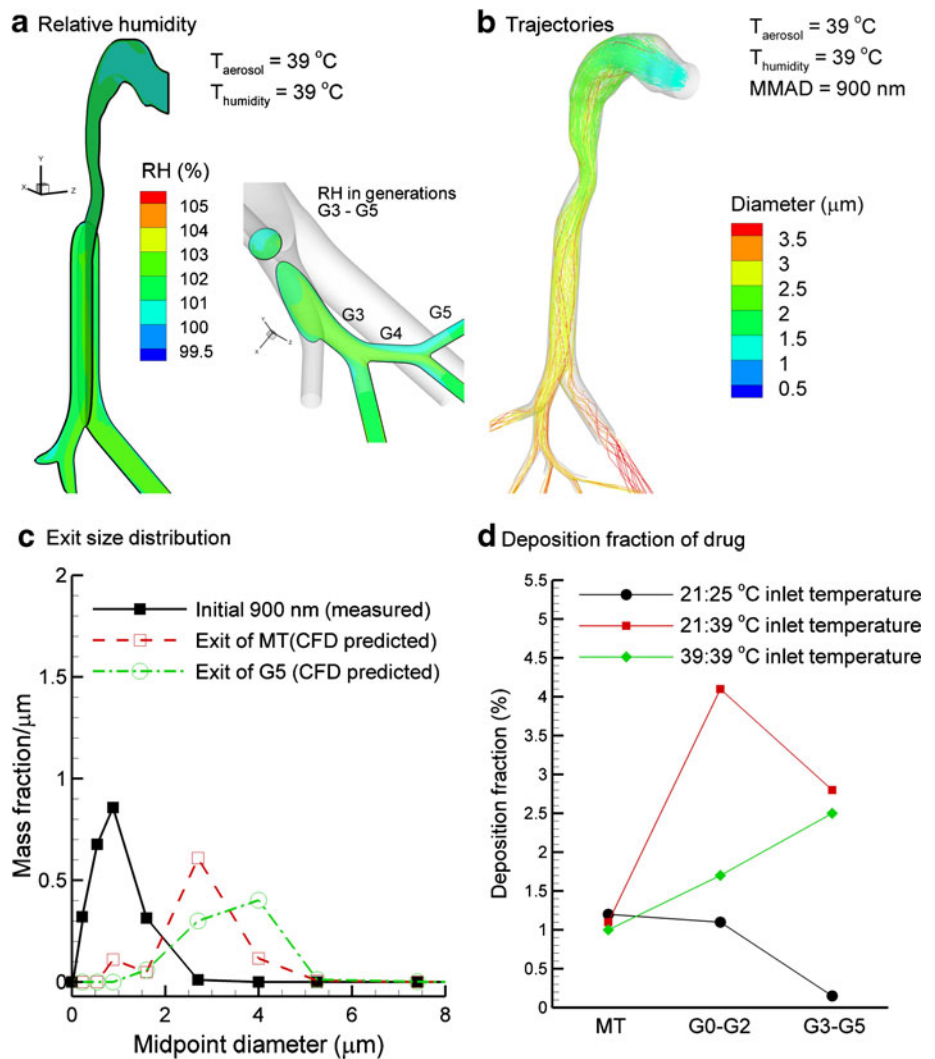 a Relative humidity
T_aerosol = 39 °C
T_humidity = 39 °C
Y
X
Z
RH (%)
105
104
103
102
101
100
99.5
RH in generations
G3 - G5
G3
G4
G5
Y
X
Z
b Trajectories
T_aerosol = 39 °C
T_humidity = 39 °C
MMAD = 900 nm
Diameter (μm)
3.5
3
2.5
2
1.5
1
0.5
c Exit size distribution
Initial 900 nm (measured)
Exit of MT(CFD predicted)
Exit of G5 (CFD predicted)
Mass fraction/μm
2
1.5
1
0.5
0
0
2
4
6
8
Midpoint diameter (μm)
d Deposition fraction of drug
21:25 °C inlet temperature
21:39 °C inlet temperature
39:39 °C inlet temperature
Deposition fraction (%)
5.5
5
4.5
4
3.5
3
2.5
2
1.5
1
0.5
0
MT
G0-G2
G3-G5